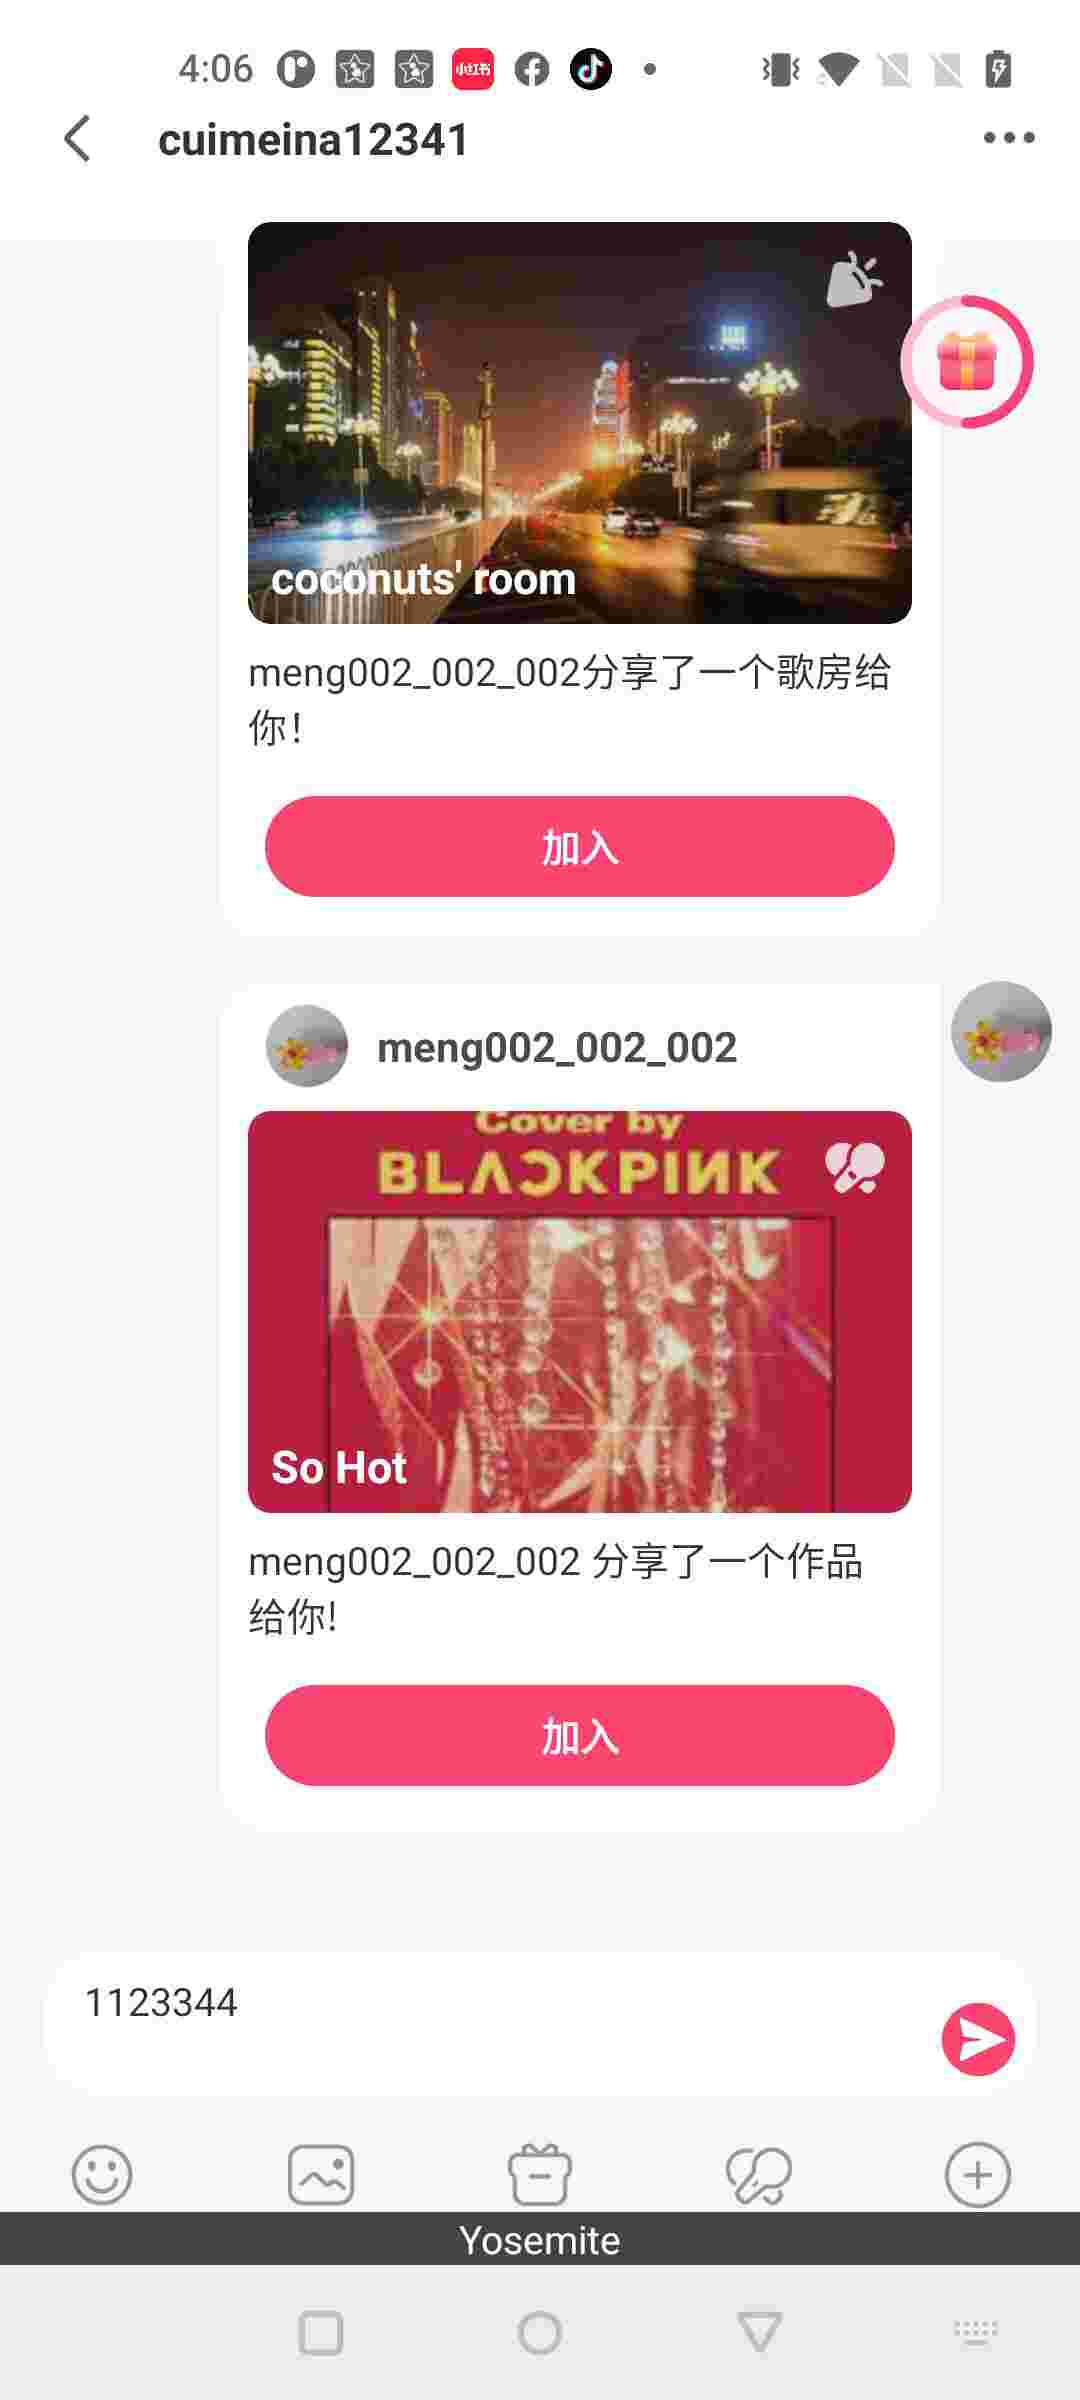 4:06
小红书
cuimeina12341
coconuts' room
meng002_002_002分享了一个歌房给
你！
加入
meng002_002_002
Cover by
BLAƆKPIИK
So Hot
meng002_002_002 分享了一个作品
给你!
加入
1123344
Yosemite